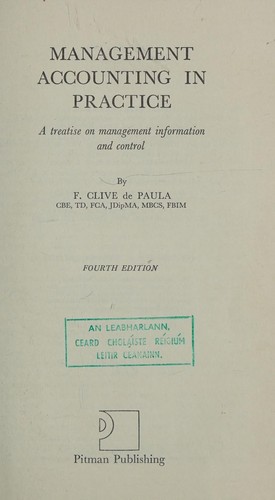 MANAGEMENT
ACCOUNTING IN
PRACTICE
A treatise on management information
and control
By
F. CLIVE de PAULA
CBE, TD, FCA, JDipMA, MBCS, FBIM
FOURTH EDITION
AN LEABHARLANN,
CEARD CHOLÁISTE RÉIGIÚM
LEITIR CEANAINN.
Pitman Publishing